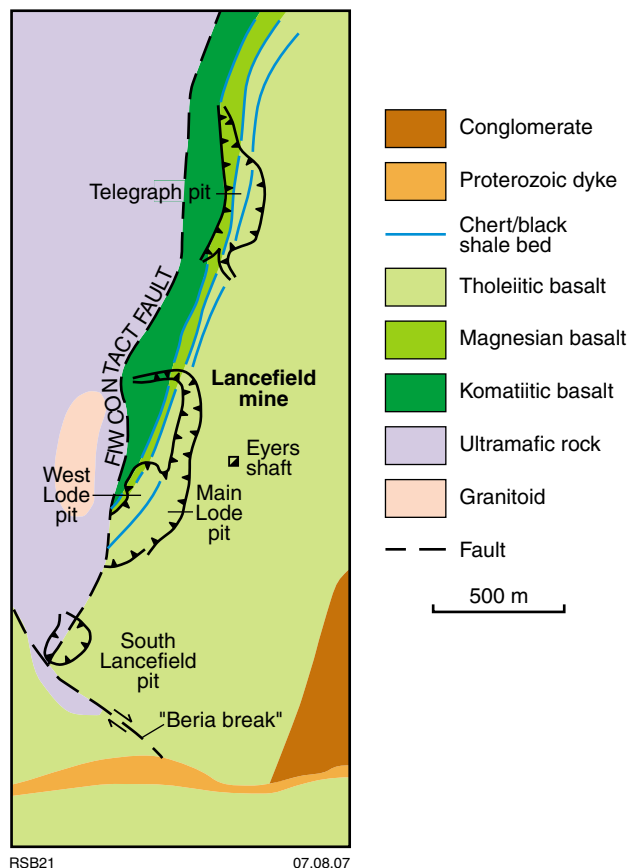 Telegraph pit
F/W CONTACT FAULT
Lancefield
mine
Eyers
shaft
West
Lode
pit
Main
Lode
pit
South
Lancefield
pit
"Beria break"
Conglomerate
Proterozoic dyke
Chert/black
shale bed
Tholeiitic basalt
Magnesian basalt
Komatiitic basalt
Ultramafic rock
Granitoid
Fault
500 m
RSB21
07.08.07